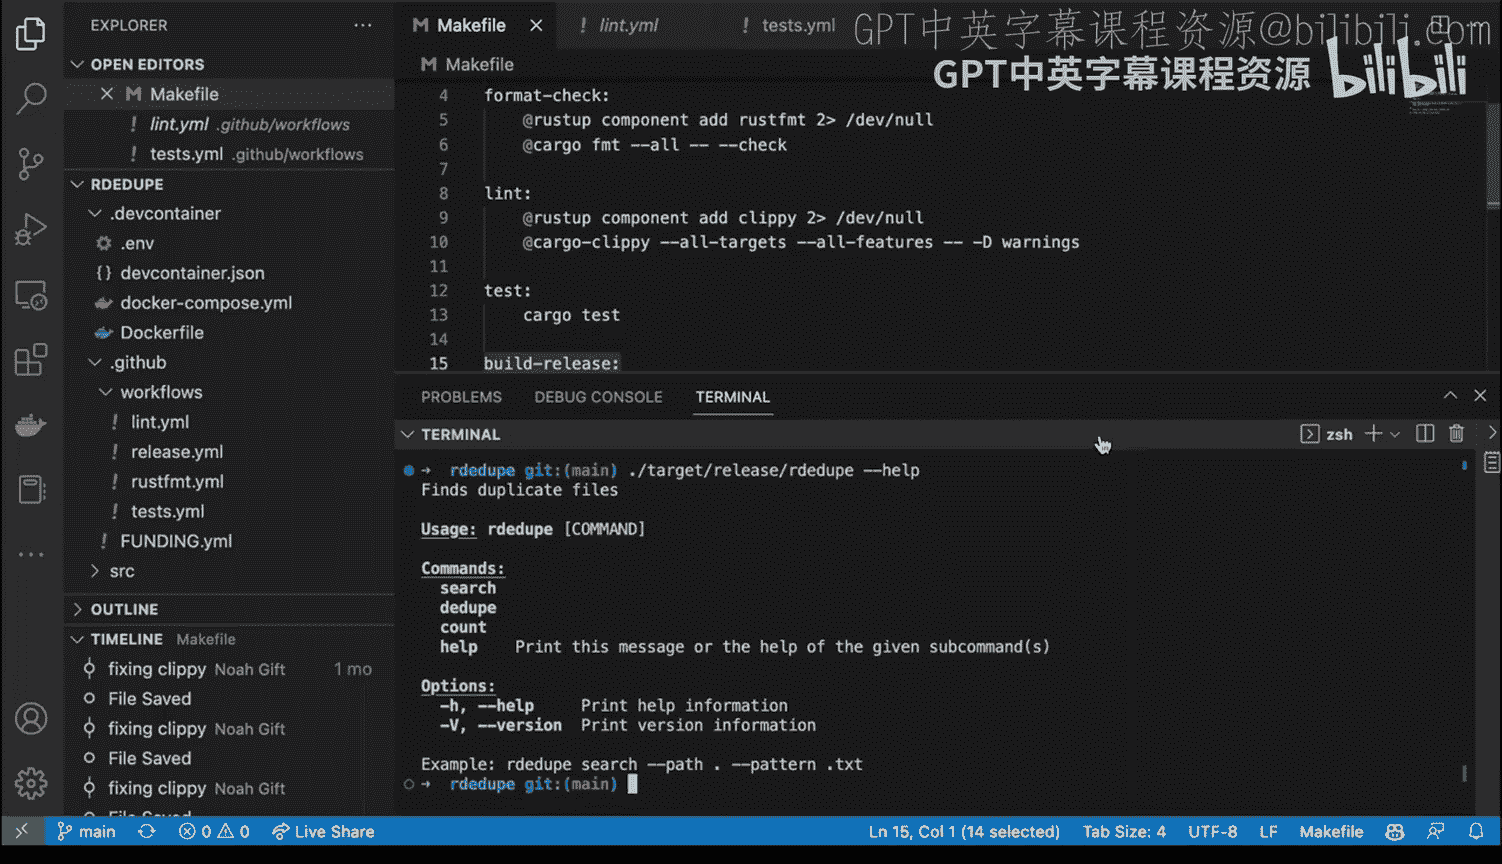 EXPLORER
OPEN EDITORS
Makefile
lint.yml .github/workflows
tests.yml .github/workflows
RDEDUPE
.devcontainer
.env
{} devcontainer.json
docker-compose.yml
Dockerfile
.github
workflows
! lint.yml
! release.yml
! rustfmt.yml
! tests.yml
! FUNDING.yml
src
OUTLINE
TIMELINE Makefile
fixing clippy Noah Gift 1 mo
File Saved
fixing clippy Noah Gift
File Saved
fixing clippy Noah Gift
File Saved
Makefile
lint.yml
tests.yml
GPT中英字幕课程资源@bilibili.com
GPT中英字幕课程资源 bilibili
Makefile
4 format-check:
5 @rustup component add rustfmt 2> /dev/null
6 @cargo fmt --all -- --check
7
8 lint:
9 @rustup component add clippy 2> /dev/null
10 @cargo-clippy --all-targets --all-features -- -D warnings
11
12 test:
13 cargo test
14
15 build-release:
PROBLEMS DEBUG CONSOLE TERMINAL
TERMINAL
zsh
➜ rdedupe git:(main) ./target/release/rdedupe --help
Finds duplicate files
Usage: rdedupe [COMMAND]
Commands:
search
dedupe
count
help Print this message or the help of the given subcommand(s)
Options:
-h, --help Print help information
-V, --version Print version information
Example: rdedupe search --path . --pattern .txt
➜ rdedupe git:(main)
main 0 0 Live Share Ln 15, Col 1 (14 selected) Tab Size: 4 UTF-8 LF Makefile